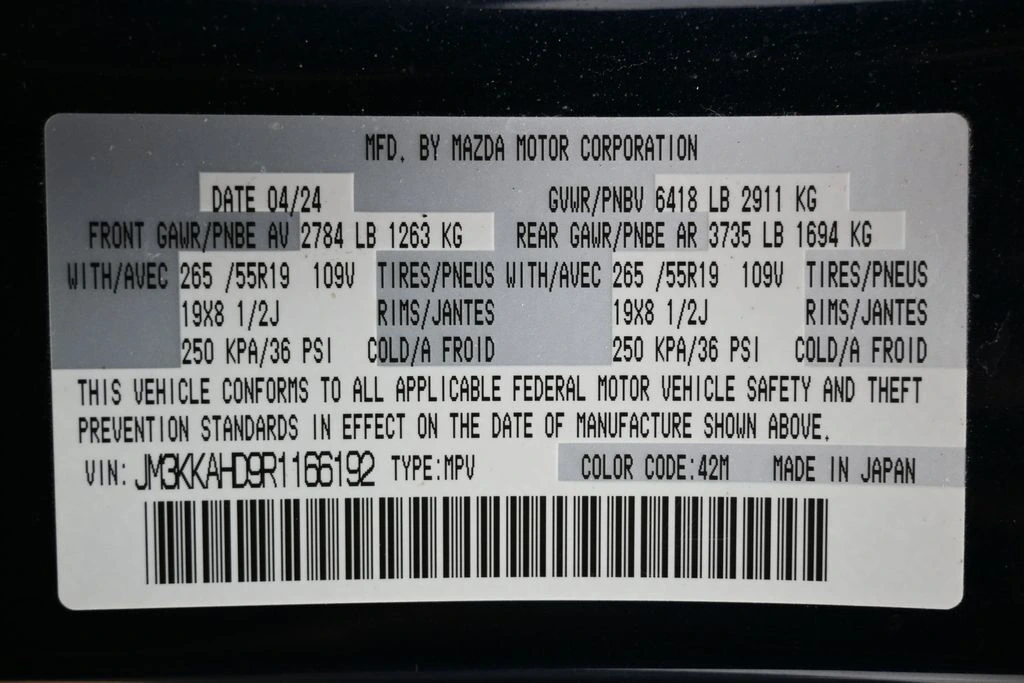 MFD. BY MAZDA MOTOR CORPORATION
DATE 04/24 GVWR/PNBV 6418 LB 2911 KG
FRONT GAWR/PNBE AV 2784 LB 1263 KG REAR GAWR/PNBE AR 3735 LB 1694 KG
WITH/AVEC 265 /55R19 109V TIRES/PNEUS WITH/AVEC 265 /55R19 109V TIRES/PNEUS
19X8 1/2J RIMS/JANTES 19X8 1/2J RIMS/JANTES
250 KPA/36 PSI COLD/A FROID 250 KPA/36 PSI COLD/A FROID
THIS VEHICLE CONFORMS TO ALL APPLICABLE FEDERAL MOTOR VEHICLE SAFETY AND THEFT
PREVENTION STANDARDS IN EFFECT ON THE DATE OF MANUFACTURE SHOWN ABOVE.
VIN: JM3KKAHD9R1166192 TYPE:MPV COLOR CODE:42M MADE IN JAPAN